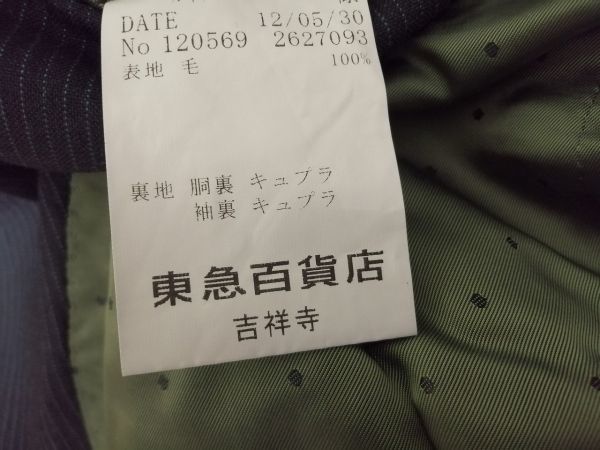 様
DATE 12/05/30
No 120569 2627093
表地 毛 100%
裏地 胴裏 キュプラ
袖裏 キュプラ
東急百貨店
吉祥寺